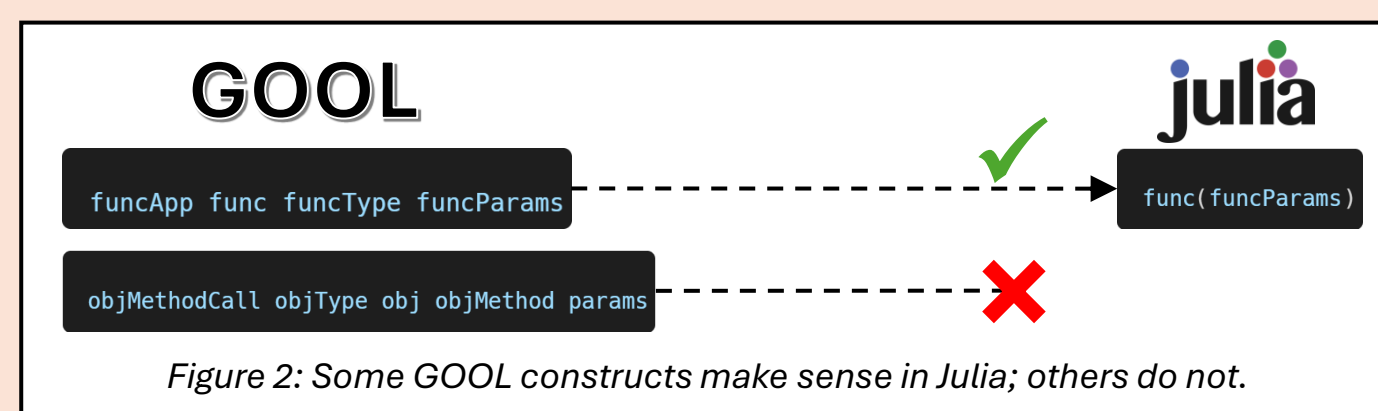 GOOL
julia
funcApp func funcType funcParams
func(funcParams)
objMethodCall objType obj objMethod params
Figure 2: Some GOOL constructs make sense in Julia; others do not.